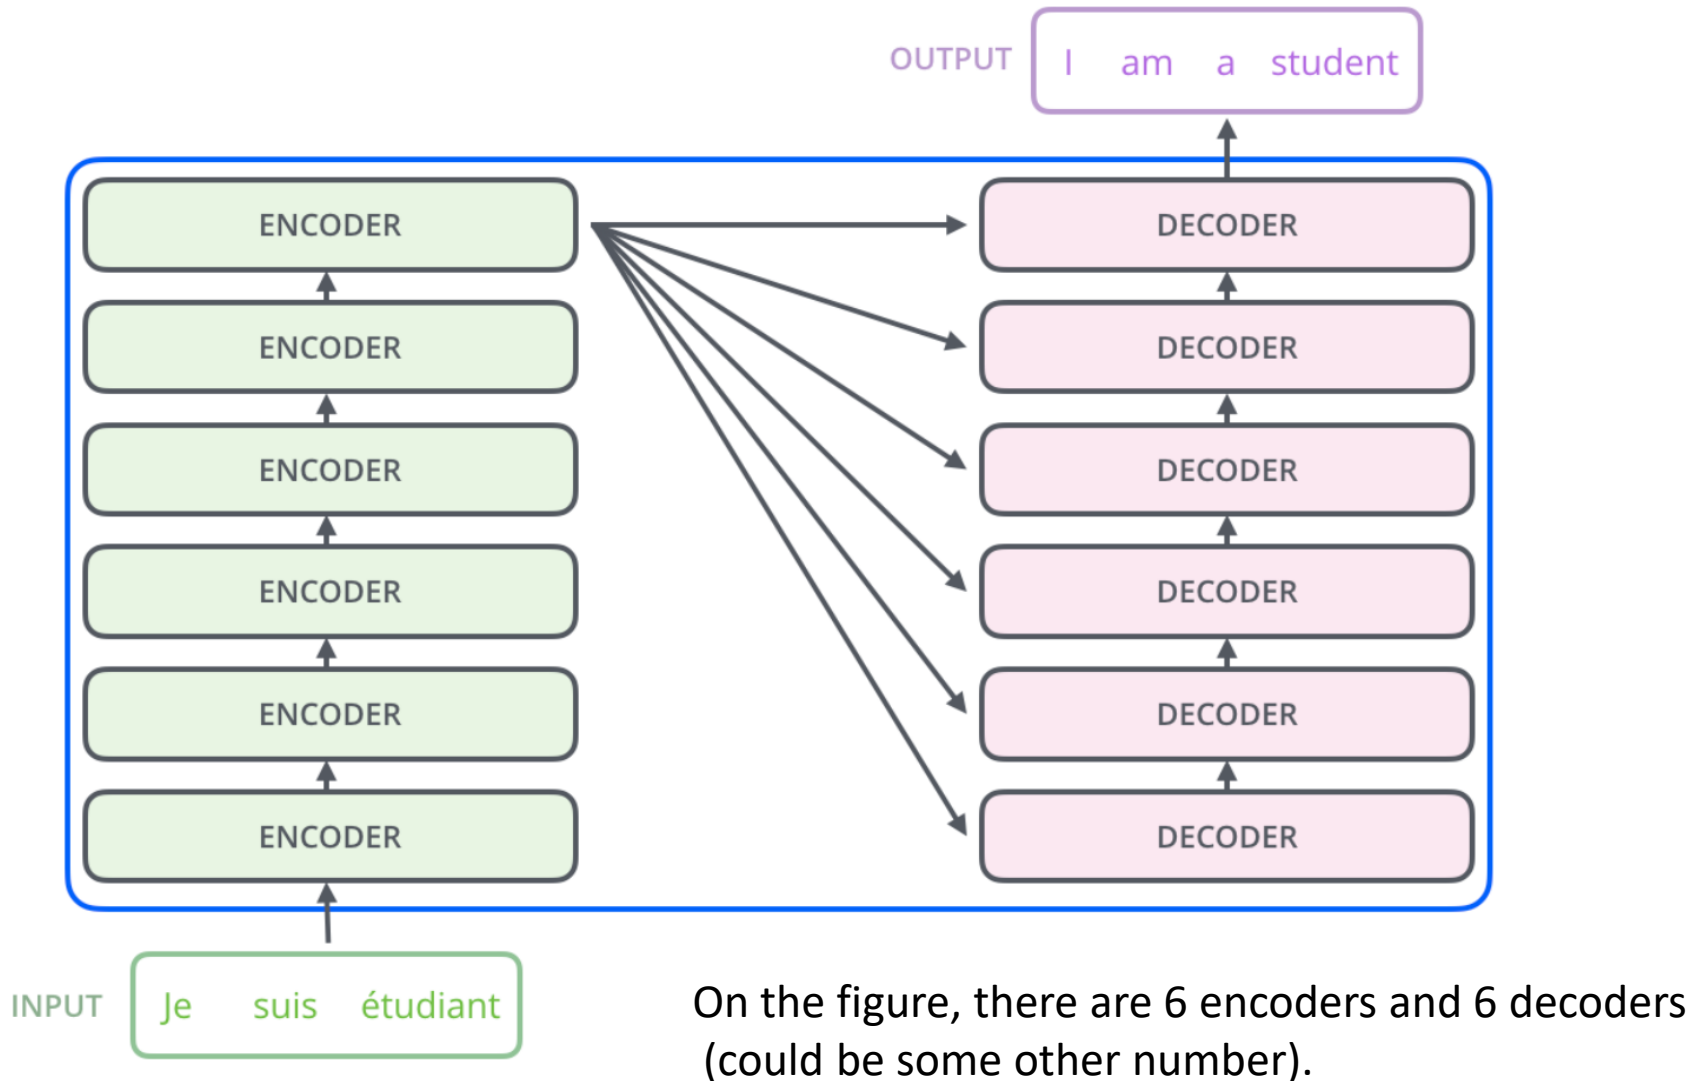 OUTPUT I am a student
ENCODER DECODER
ENCODER DECODER
ENCODER DECODER
ENCODER DECODER
ENCODER DECODER
ENCODER DECODER
INPUT Je suis étudiant
On the figure, there are 6 encoders and 6 decoders
(could be some other number).